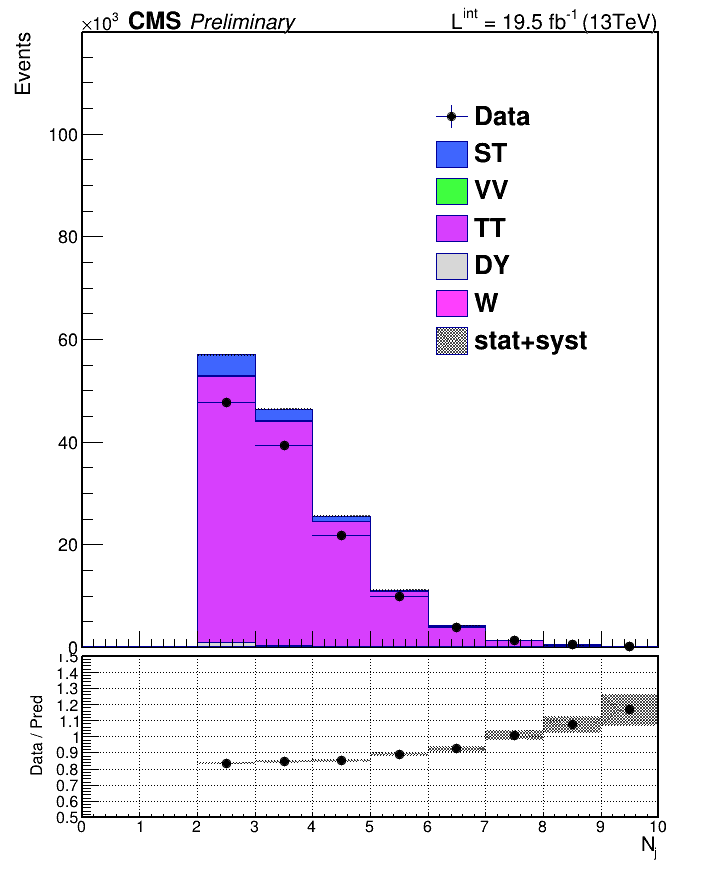 ×10³ CMS Preliminary L^int = 19.5 fb⁻¹ (13TeV)
Events
100
80
60
40
20
0
Data
ST
VV
TT
DY
W
stat+syst
Data / Pred
1.5
1.4
1.3
1.2
1.1
1
0.9
0.8
0.7
0.6
0.5
0 1 2 3 4 5 6 7 8 9 10
N_j